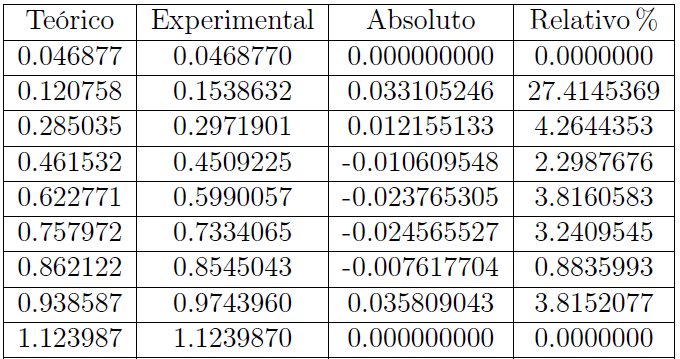 Teórico Experimental Absoluto Relativo %
0.046877 0.0468770 0.000000000 0.0000000
0.120758 0.1538632 0.033105246 27.4145369
0.285035 0.2971901 0.012155133 4.2644353
0.461532 0.4509225 -0.010609548 2.2987676
0.622771 0.5990057 -0.023765305 3.8160583
0.757972 0.7334065 -0.024565527 3.2409545
0.862122 0.8545043 -0.007617704 0.8835993
0.938587 0.9743960 0.035809043 3.8152077
1.123987 1.1239870 0.000000000 0.0000000